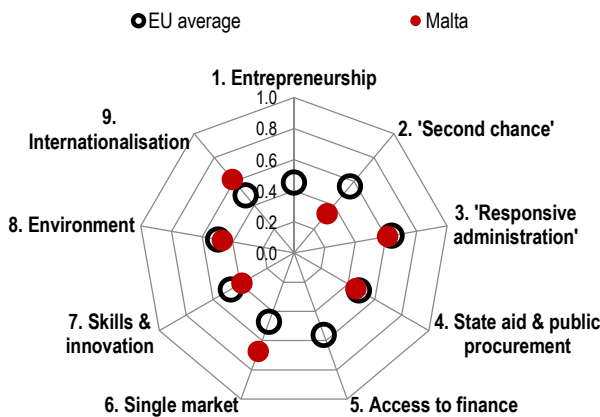 EU average
Malta
1. Entrepreneurship
1.0
0.8
0.6
0.4
0.2
0.0
2. 'Second chance'
3. 'Responsive
administration'
4. State aid & public
procurement
5. Access to finance
6. Single market
7. Skills &
innovation
8. Environment
9.
Internationalisation